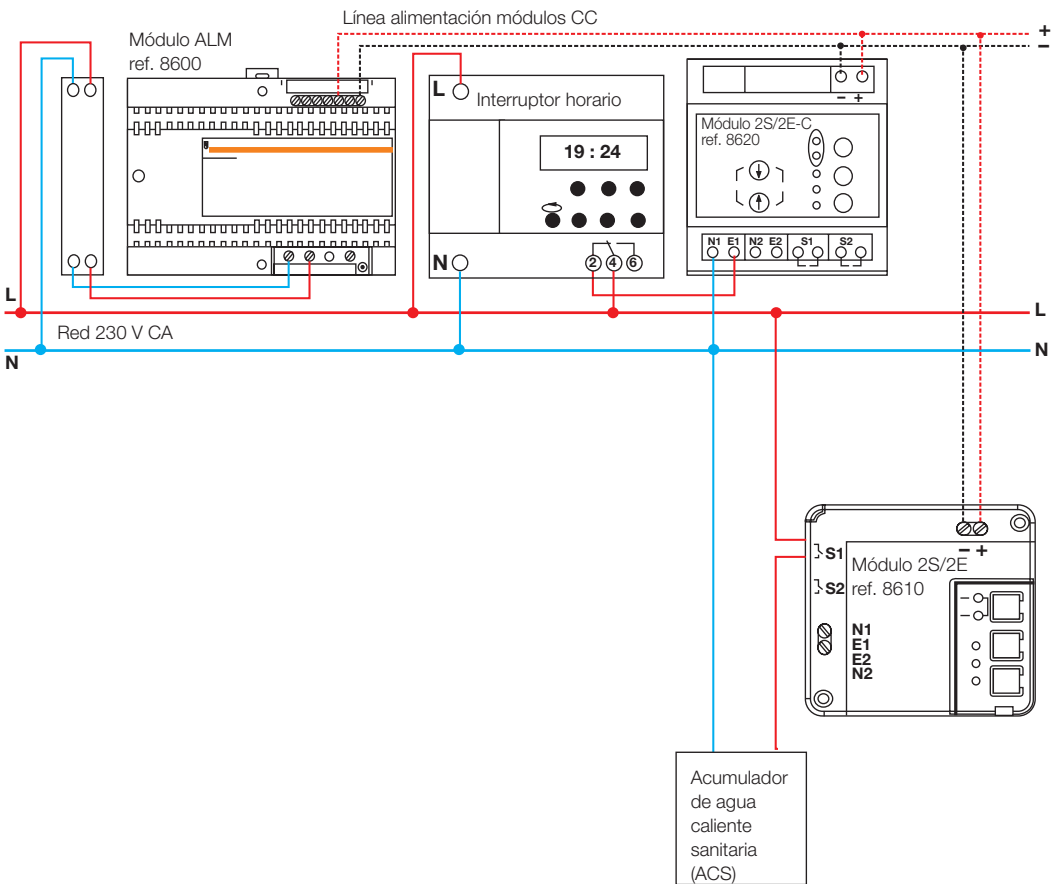 Línea alimentación módulos CC
+
−
Módulo ALM
ref. 8600
L
Interruptor horario
19 : 24
N
2 4 6
− +
Módulo 2S/2E-C
ref. 8620
N1 E1 N2 E2 S1 S2
L
L
Red 230 V CA
N
N
− +
S1
Módulo 2S/2E
S2
ref. 8610
N1
E1
E2
N2
Acumulador
de agua
caliente
sanitaria
(ACS)